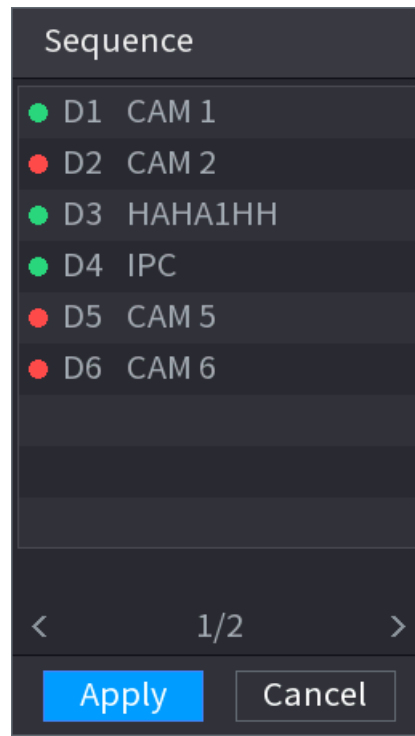 Sequence
D1 CAM 1
D2 CAM 2
D3 HAHA1HH
D4 IPC
D5 CAM 5
D6 CAM 6
< 1/2 >
Apply Cancel